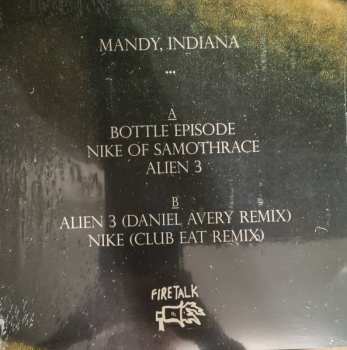 MANDY, INDIANA
...
A
BOTTLE EPISODE
NIKE OF SAMOTHRACE
ALIEN 3
B
ALIEN 3 (DANIEL AVERY REMIX)
NIKE (CLUB EAT REMIX)
FIRETALK